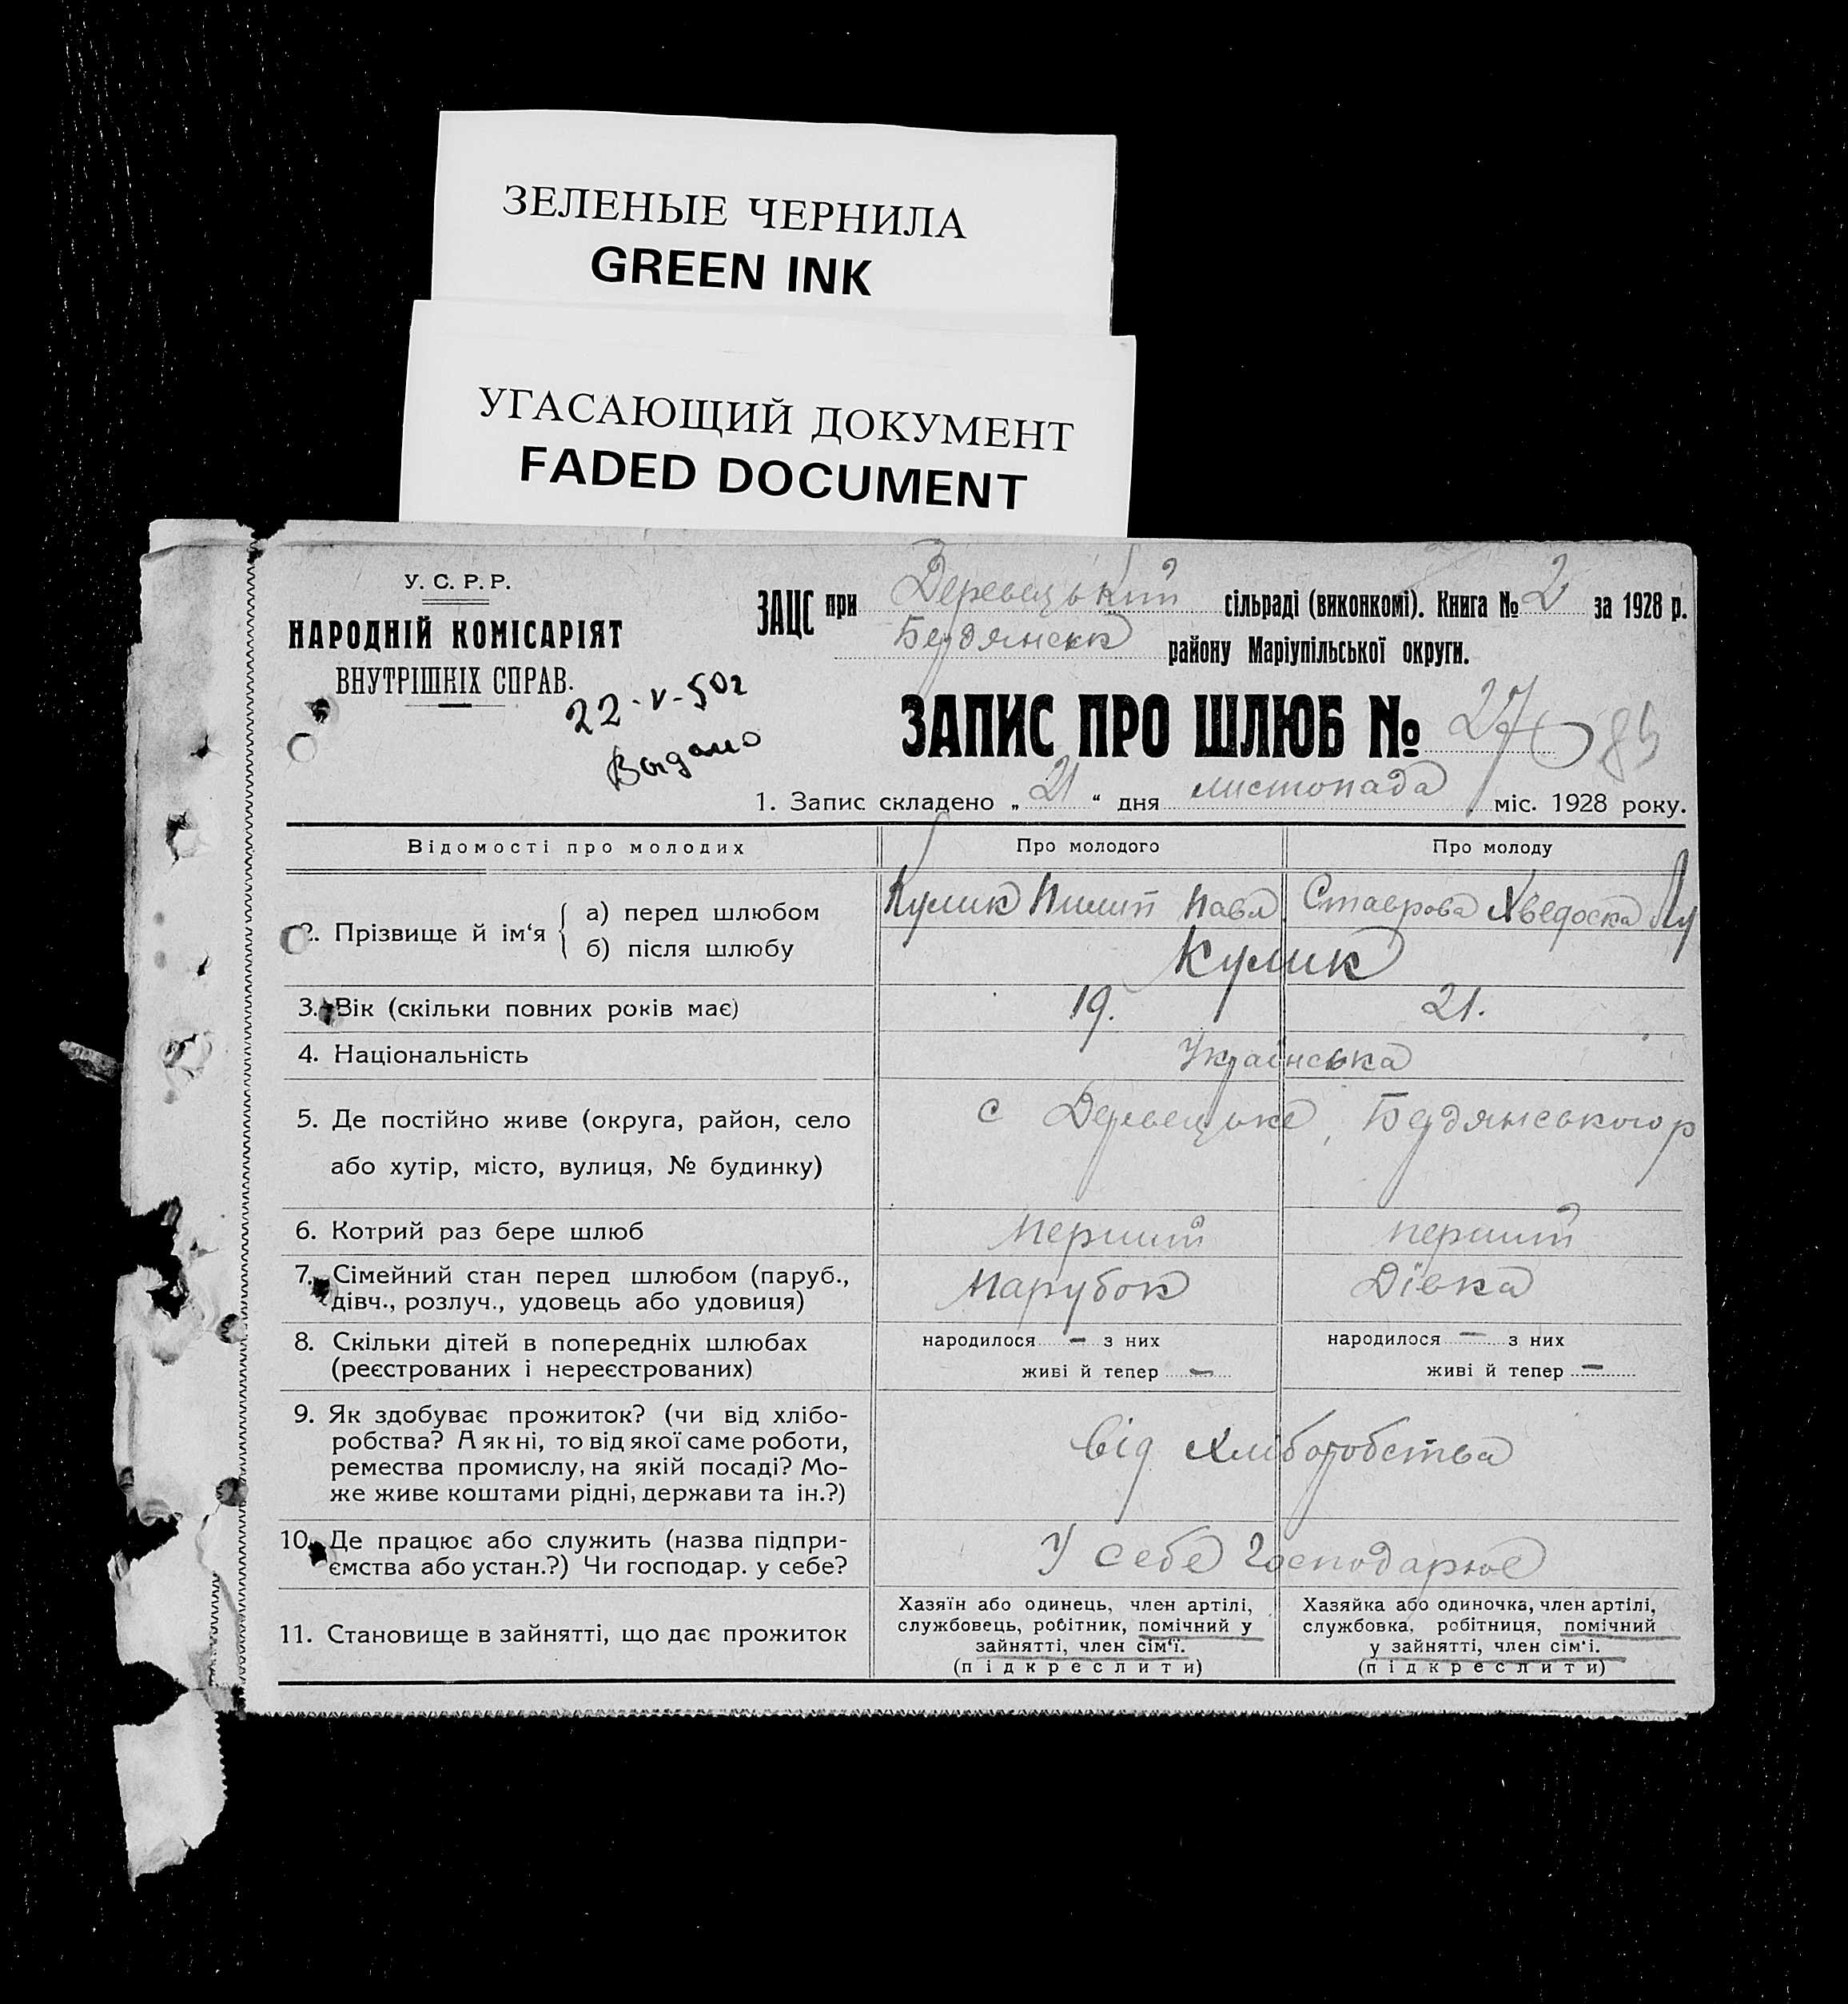 ЗЕЛЕНЫЕ ЧЕРНИЛА
GREEN INK
УГАСАЮЩИЙ ДОКУМЕНТ
FADED DOCUMENT
У. С. Р. Р.
НАРОДНІЙ КОМІСАРІЯТ
ВНУТРІШНІХ СПРАВ.
22-V-50г
Видано
ЗАЦС при Деревецький сільраді (виконкомі). Книга № 2 за 1928 р.
Бердянськ району Маріупільської округи.
ЗАПИС ПРО ШЛЮБ № 27 85
1. Запис складено „ 21 “ дня листопада міс. 1928 року.
Відомості про молодих Про молодого Про молоду
2. Прізвище й ім‘я { а) перед шлюбом Кулик Пилип Павл Ставрова Хведоска Лу
б) після шлюбу Кулик
3. Вік (скільки повних років має) 19. 21.
4. Національність Українська
5. Де постійно живе (округа, район, село с Деревецьке, Бердянського р
або хутір, місто, вулиця, № будинку)
6. Котрий раз бере шлюб перший перший
7. Сімейний стан перед шлюбом (паруб., Парубок Дівка
дівч., розлуч., удовець або удовиця)
8. Скільки дітей в попередніх шлюбах народилося – з них народилося – з них
(реєстрованих і нереєстрованих) живі й тепер – живі й тепер –
9. Як здобуває прожиток? (чи від хлібо-
робства? А як ні, то від якої саме роботи, від хліборобства
ремества промислу, на якій посаді? Мо-
же живе коштами рідні, держави та ін.?)
10. Де працює або служить (назва підпри- У себе господарює
ємства або устан.?) Чи господар. у себе?
Хазяїн або одинець, член артілі, Хазяйка або одиночка, член артілі,
11. Становище в зайнятті, що дає прожиток службовець, робітник, помічний у службовка, робітниця, помічний
зайнятті, член сім‘ї. у зайнятті, член сім‘ї.
(підкреслити) (підкреслити)